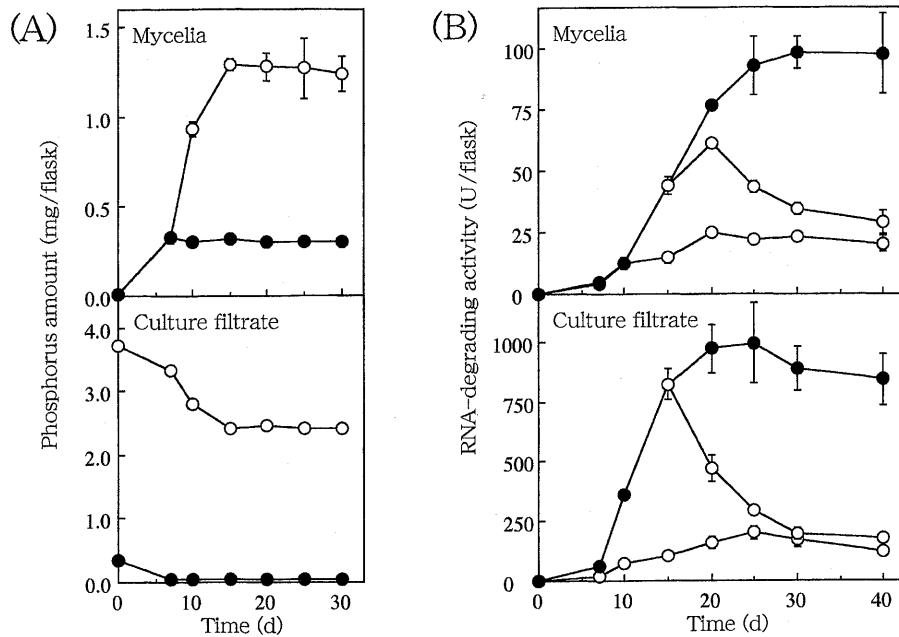 (A)
Mycelia
Phosphorus amount (mg/flask)
1.5
1.0
0.5
0.0
Culture filtrate
4.0
3.0
2.0
1.0
0.0
0
10
20
30
Time (d)
(B)
Mycelia
RNA-degrading activity (U/flask)
100
75
50
25
0
Culture filtrate
1000
750
500
250
0
0
10
20
30
40
Time (d)